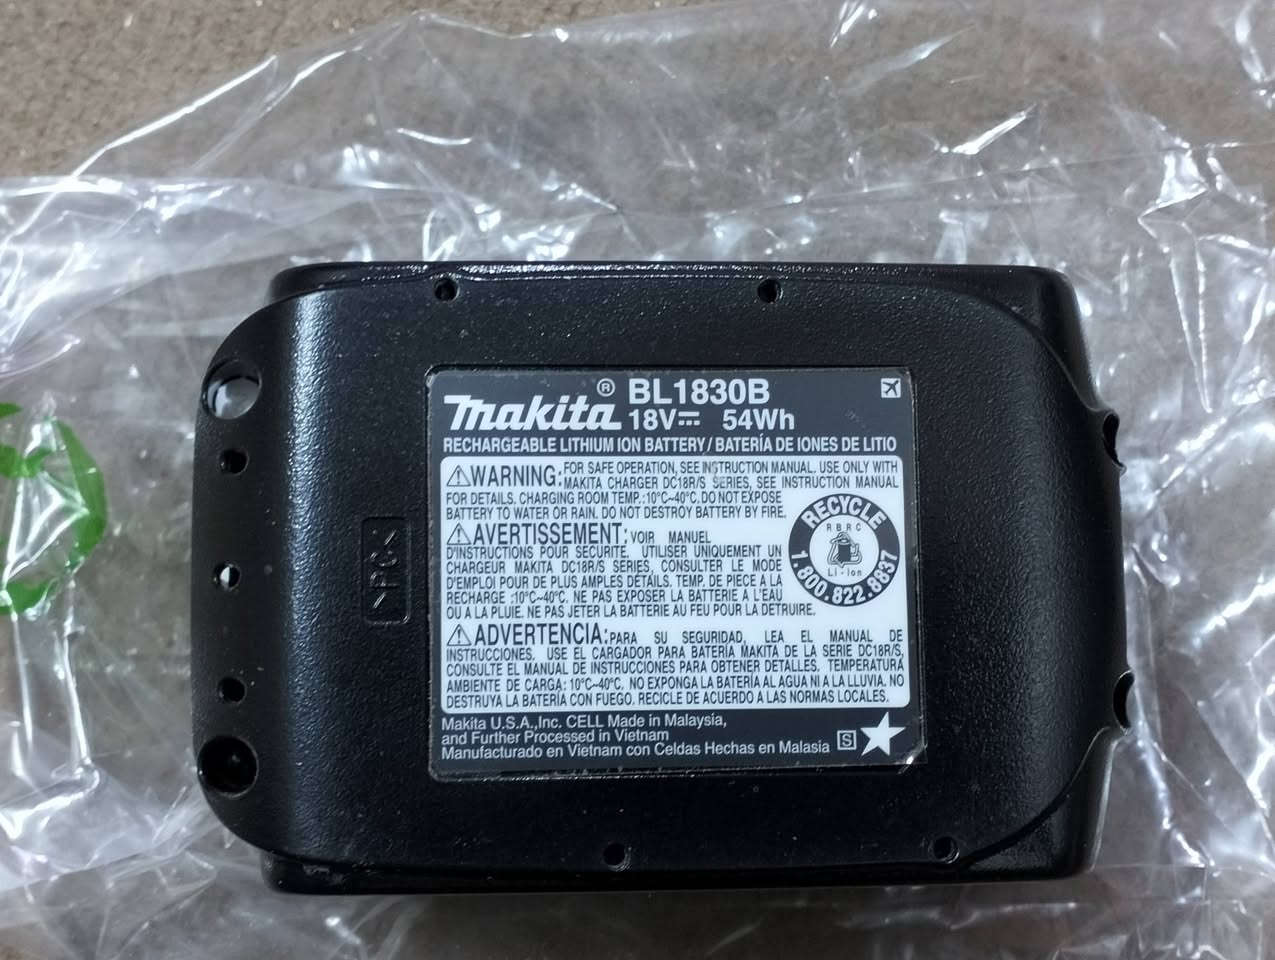 makita® BL1830B
18V⎓ 54Wh
RECHARGEABLE LITHIUM ION BATTERY / BATERÍA DE IONES DE LITIO
⚠WARNING: FOR SAFE OPERATION, SEE INSTRUCTION MANUAL. USE ONLY WITH
MAKITA CHARGER DC18R/S SERIES, SEE INSTRUCTION MANUAL
FOR DETAILS. CHARGING ROOM TEMP.:10°C~40°C. DO NOT EXPOSE
BATTERY TO WATER OR RAIN. DO NOT DESTROY BATTERY BY FIRE.
⚠AVERTISSEMENT: VOIR MANUEL
D'INSTRUCTIONS POUR SECURITE. UTILISER UNIQUEMENT UN
CHARGEUR MAKITA DC18R/S SERIES, CONSULTER LE MODE
D'EMPLOI POUR DE PLUS AMPLES DÉTAILS. TEMP. DE PIECE A LA
RECHARGE :10°C~40°C. NE PAS EXPOSER LA BATTERIE A L'EAU
OU A LA PLUIE. NE PAS JETER LA BATTERIE AU FEU POUR LA DETRUIRE.
RECYCLE
RBRC
Li-Ion
1.800.822.8837
⚠ADVERTENCIA: PARA SU SEGURIDAD, LEA EL MANUAL DE
INSTRUCCIONES. USE EL CARGADOR PARA BATERÍA MAKITA DE LA SERIE DC18R/S,
CONSULTE EL MANUAL DE INSTRUCCIONES PARA OBTENER DETALLES. TEMPERATURA
AMBIENTE DE CARGA: 10°C~40°C. NO EXPONGA LA BATERÍA AL AGUA NI A LA LLUVIA. NO
DESTRUYA LA BATERÍA CON FUEGO. RECICLE DE ACUERDO A LAS NORMAS LOCALES.
Makita U.S.A.,Inc. CELL Made in Malaysia,
and Further Processed in Vietnam
Manufacturado en Vietnam con Celdas Hechas en Malasia S
>PC<